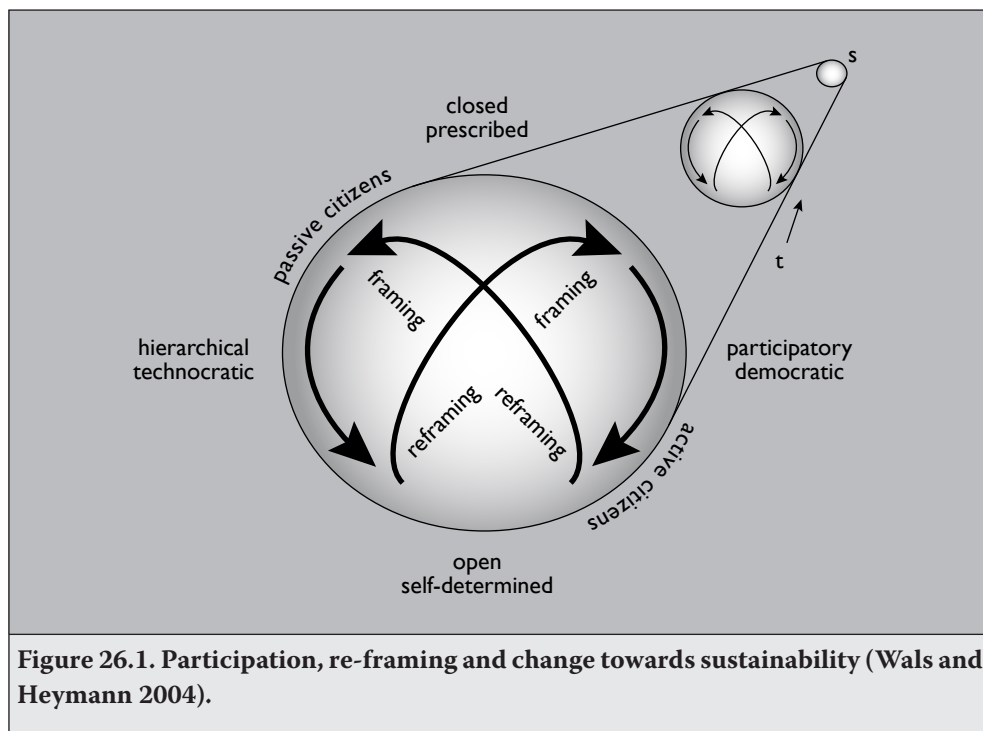 s
closed
prescribed
passive citizens
t
framing
framing
hierarchical
technocratic
participatory
democratic
reframing
reframing
active citizens
open
self-determined
Figure 26.1. Participation, re-framing and change towards sustainability (Wals and
Heymann 2004).